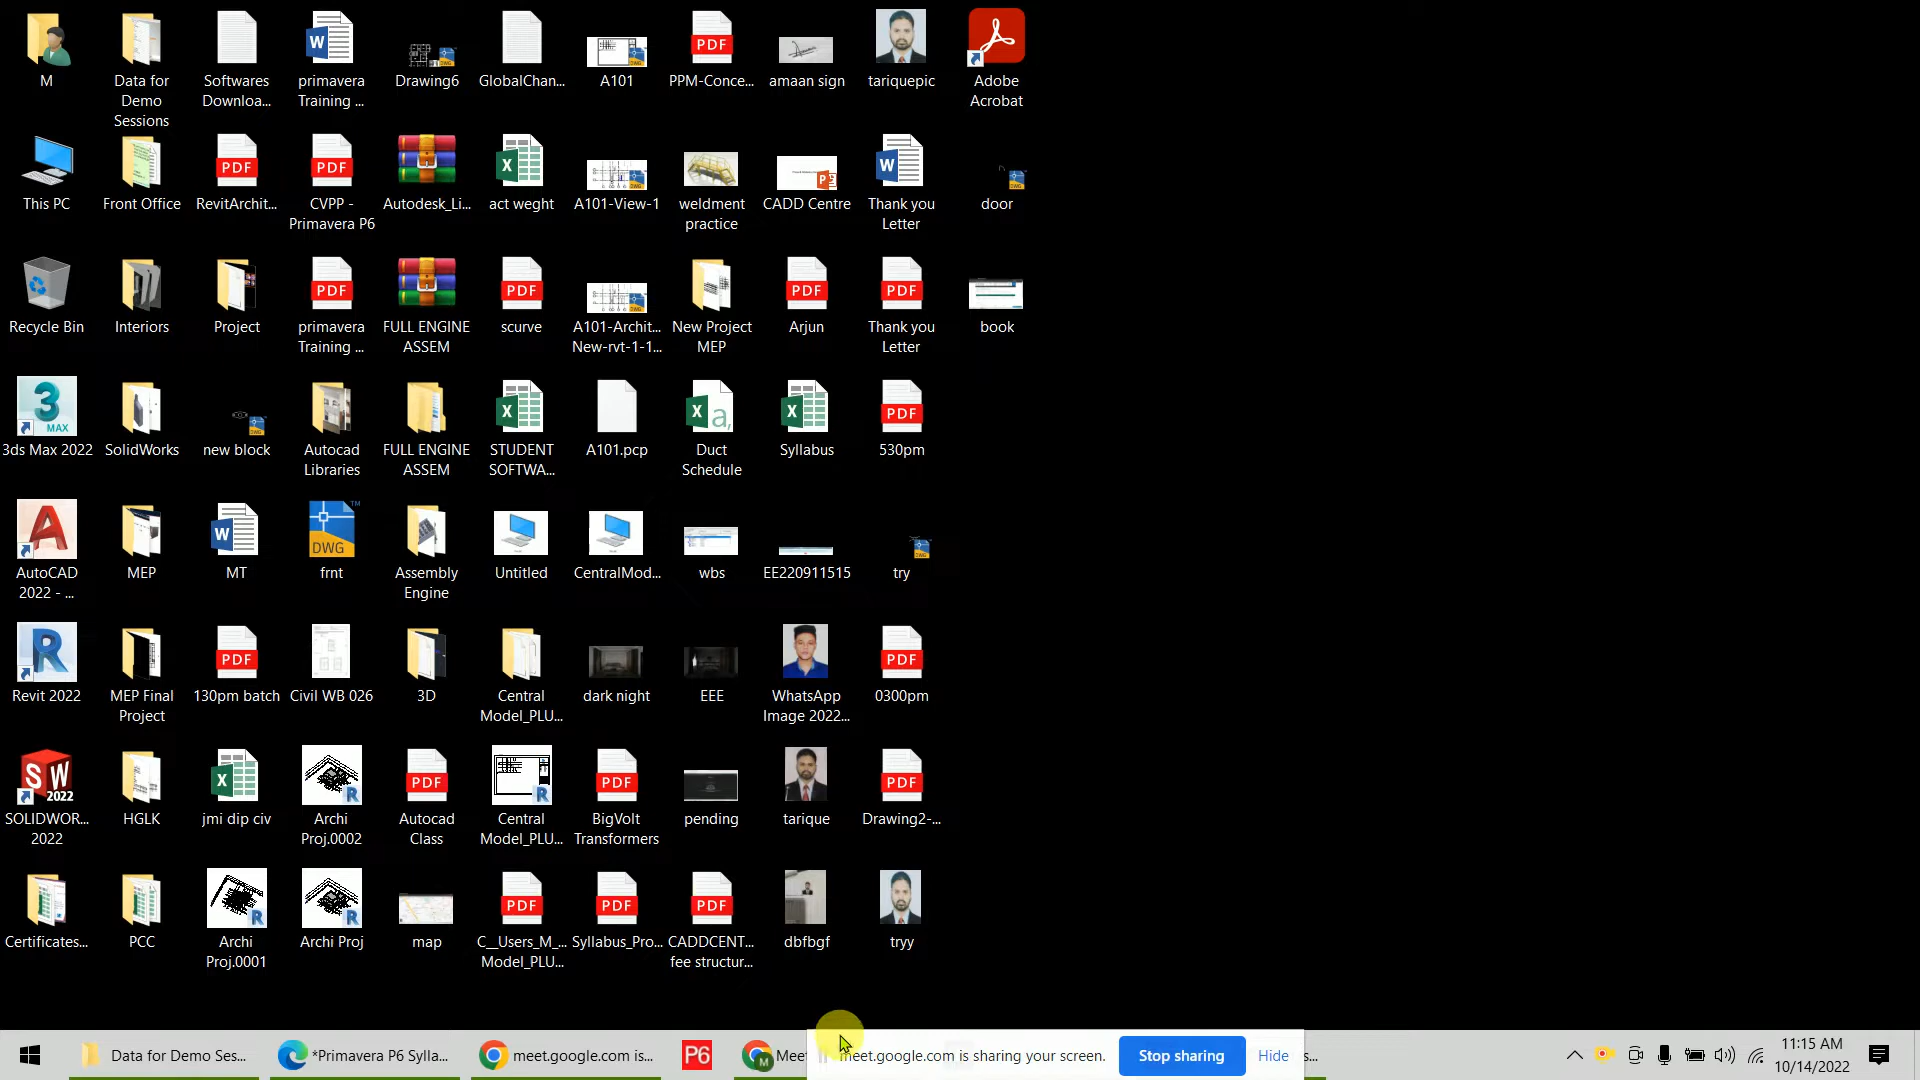 M
Data for
Demo
Sessions
Softwares
Downloa...
primavera
Training ...
Drawing6
GlobalChan...
A101
PPM-Conce...
amaan sign
tariquepic
Adobe
Acrobat
This PC
Front Office
RevitArchit...
CVPP -
Primavera P6
Autodesk_Li...
act weght
A101-View-1
weldment
practice
CADD Centre
Thank you
Letter
door
Recycle Bin
Interiors
Project
primavera
Training ...
FULL ENGINE
ASSEM
scurve
A101-Archit...
New-rvt-1-1...
New Project
MEP
Arjun
Thank you
Letter
book
3ds Max 2022
SolidWorks
new block
Autocad
Libraries
FULL ENGINE
ASSEM
STUDENT
SOFTWA...
A101.pcp
Duct
Schedule
Syllabus
530pm
AutoCAD
2022 - ...
MEP
MT
frnt
Assembly
Engine
Untitled
CentralMod...
wbs
EE220911515
try
Revit 2022
MEP Final
Project
130pm batch
Civil WB 026
3D
Central
Model_PLU...
dark night
EEE
WhatsApp
Image 2022...
0300pm
SOLIDWOR...
2022
HGLK
jmi dip civ
Archi
Proj.0002
Autocad
Class
Central
Model_PLU...
BigVolt
Transformers
pending
tarique
Drawing2-...
Certificates...
PCC
Archi
Proj.0001
Archi Proj
map
C__Users_M_...
Model_PLU...
Syllabus_Pro...
CADDCENT...
fee structur...
dbfbgf
tryy
Data for Demo Ses...
*Primavera P6 Sylla...
meet.google.com is...
P6
Meet
meet.google.com is sharing your screen.
Stop sharing
Hide
s...
11:15 AM
10/14/2022